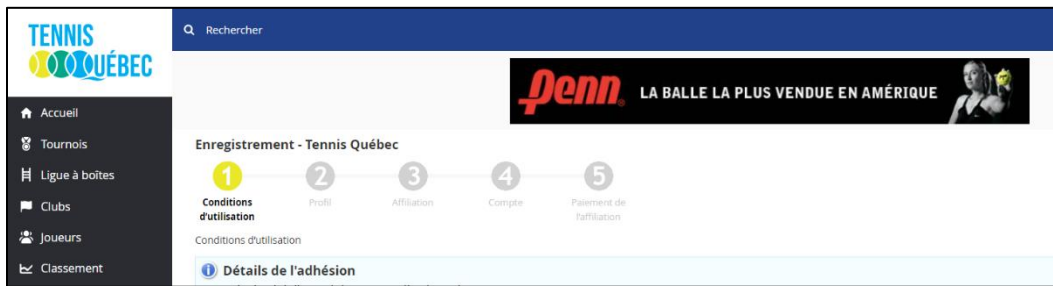 TENNIS
QUÉBEC
Rechercher
Penn
LA BALLE LA PLUS VENDUE EN AMÉRIQUE
Accueil
Tournois
Ligue à boîtes
Clubs
Joueurs
Classement
Enregistrement - Tennis Québec
1 2 3 4 5
Conditions d'utilisation
Profil
Affiliation
Compte
Paiement de l'affiliation
Conditions d'utilisation
Détails de l'adhésion